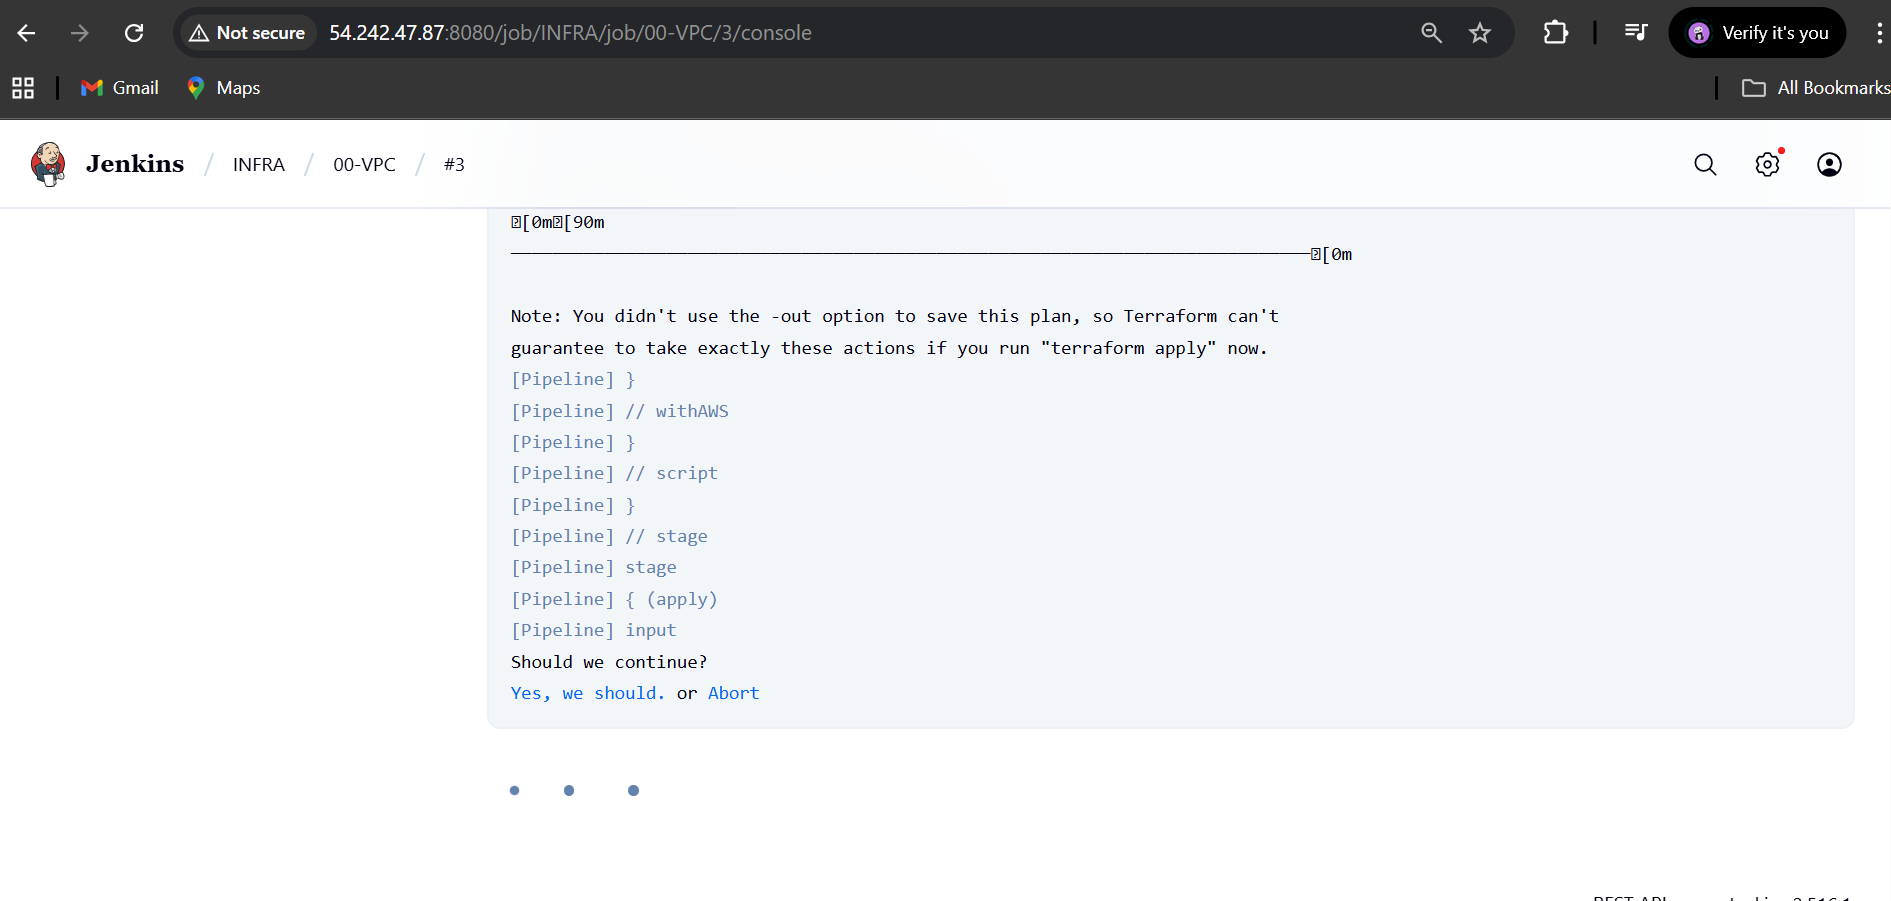 Not secure 54.242.47.87:8080/job/INFRA/job/00-VPC/3/console Verify it's you
Gmail Maps All Bookmarks
Jenkins / INFRA / 00-VPC / #3
[0m[90m
[0m
Note: You didn't use the -out option to save this plan, so Terraform can't
guarantee to take exactly these actions if you run "terraform apply" now.
[Pipeline] }
[Pipeline] // withAWS
[Pipeline] }
[Pipeline] // script
[Pipeline] }
[Pipeline] // stage
[Pipeline] stage
[Pipeline] { (apply)
[Pipeline] input
Should we continue?
Yes, we should. or Abort
REST API